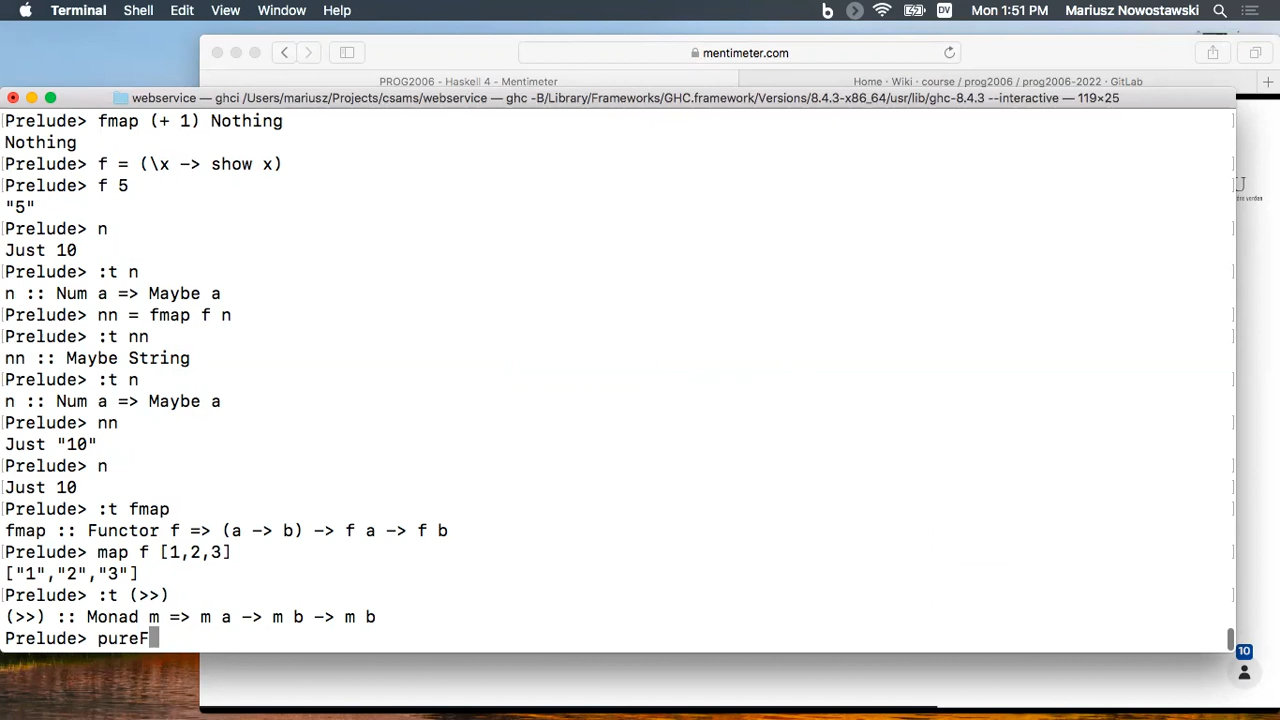 Terminal Shell Edit View Window Help DV Mon 1:51 PM Mariusz Nowostawski
mentimeter.com
PROG2006 - Haskell 4 - Mentimeter Home · Wiki · course / prog2006 / prog2006-2022 · GitLab
webservice — ghci /Users/mariusz/Projects/csams/webservice — ghc -B/Library/Frameworks/GHC.framework/Versions/8.4.3-x86_64/usr/lib/ghc-8.4.3 --interactive — 119×25
Prelude> fmap (+ 1) Nothing
Nothing
Prelude> f = (\x -> show x)
Prelude> f 5
"5"
Prelude> n
Just 10
Prelude> :t n
n :: Num a => Maybe a
Prelude> nn = fmap f n
Prelude> :t nn
nn :: Maybe String
Prelude> :t n
n :: Num a => Maybe a
Prelude> nn
Just "10"
Prelude> n
Just 10
Prelude> :t fmap
fmap :: Functor f => (a -> b) -> f a -> f b
Prelude> map f [1,2,3]
["1","2","3"]
Prelude> :t (>>)
(>>) :: Monad m => m a -> m b -> m b
Prelude> pureF
10